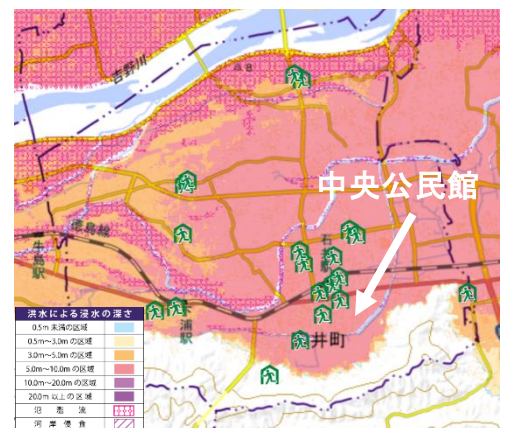 吉野川
8
中央公民館
徳島線
牛島駅
石
浦駅
井町
洪水による浸水の深さ
0.5m 未満の区域
0.5m〜3.0m の区域
3.0m〜5.0m の区域
5.0m〜10.0m の区域
10.0m〜20.0m の区域
20.0m 以上の区域
氾濫流
河岸侵食